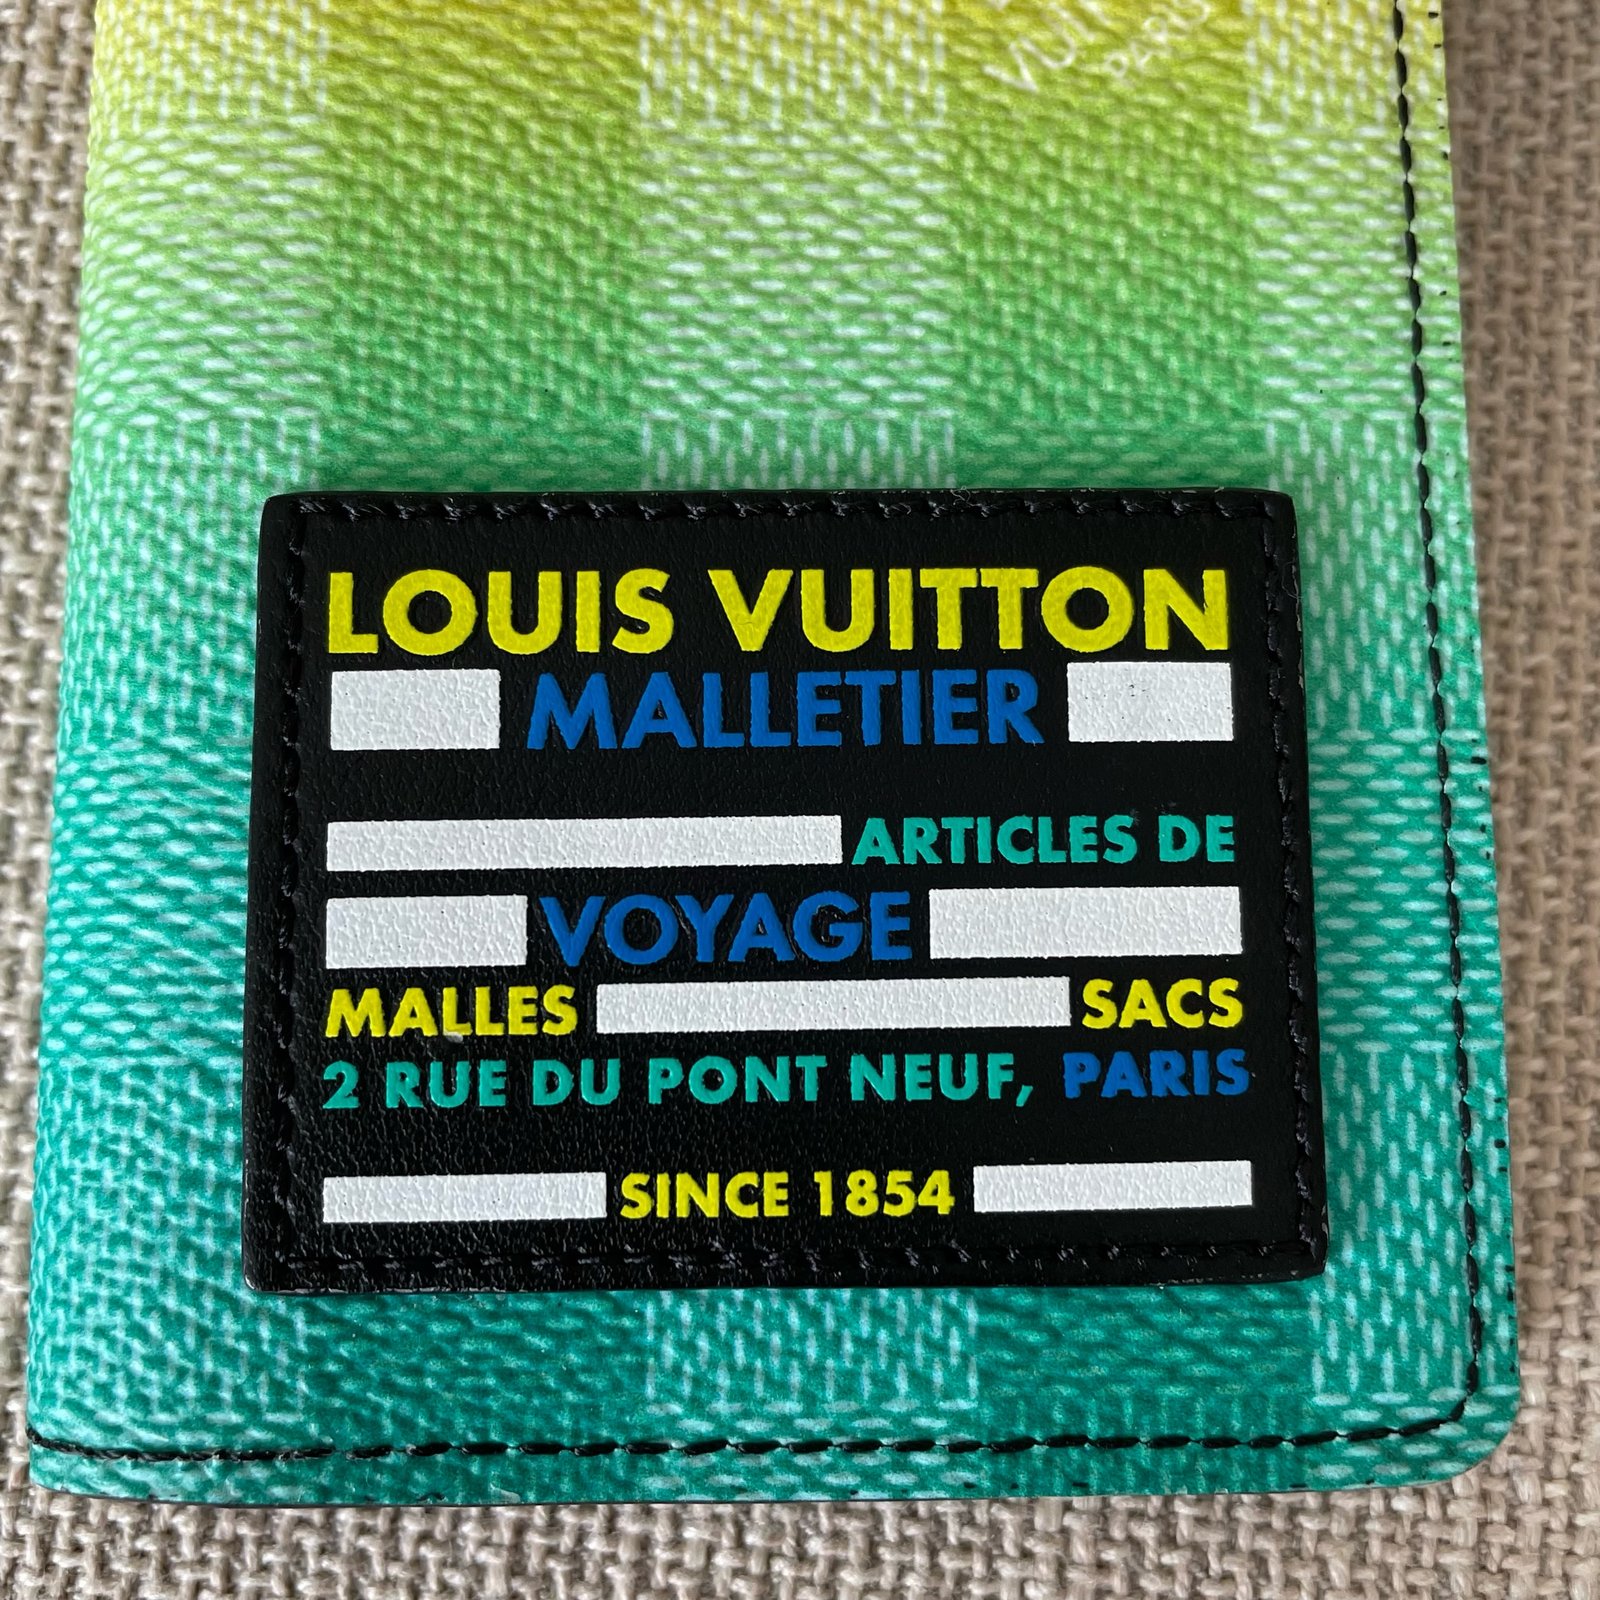 LOUIS VUITTON
MALLETIER
ARTICLES DE
VOYAGE
MALLES SACS
2 RUE DU PONT NEUF, PARIS
SINCE 1854